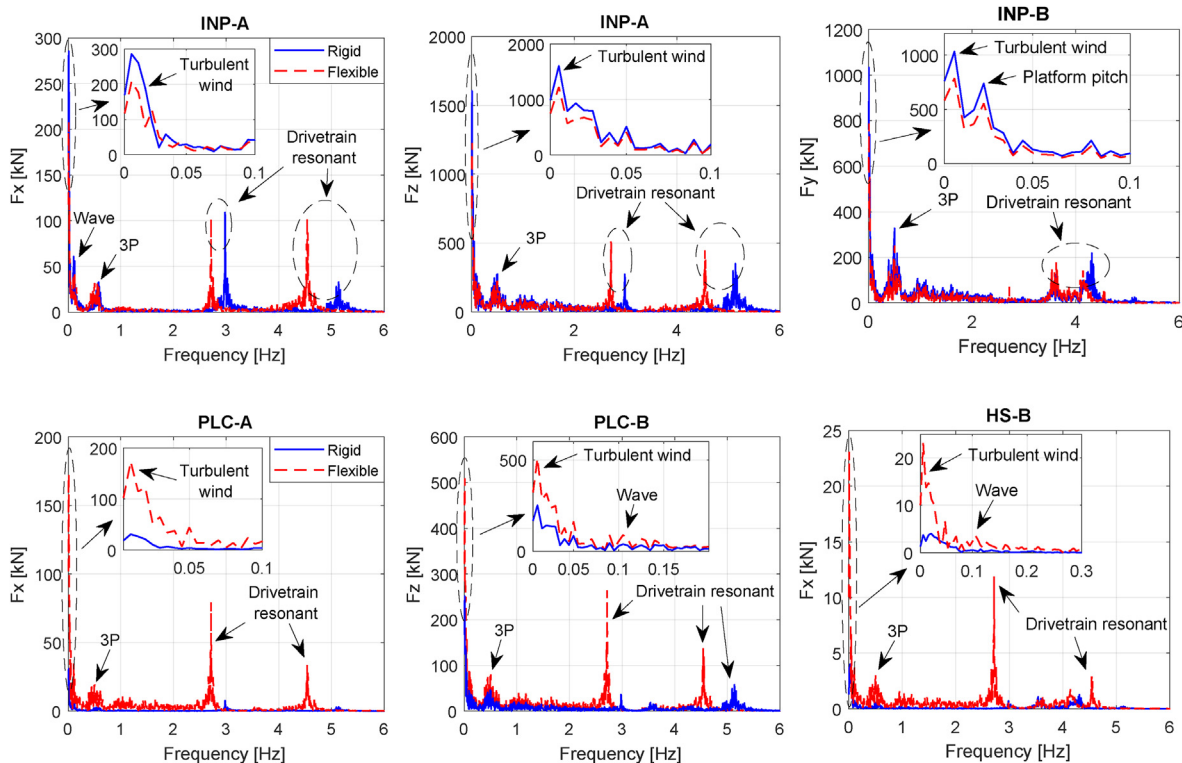 INP-A
300
250
200
150
100
50
0
Fx [kN]
0
1
2
3
4
5
6
Frequency [Hz]
300
200
100
0
0
0.05
0.1
Turbulent
wind
Rigid
Flexible
Drivetrain
resonant
Wave
3P
INP-A
2000
1500
1000
500
0
Fz [kN]
0
2
4
6
Frequency [Hz]
2000
1000
0
0
0.05
0.1
Turbulent wind
Drivetrain resonant
3P
INP-B
1200
1000
800
600
400
200
0
Fy [kN]
0
2
4
6
Frequency [Hz]
1000
500
0
0
0.05
0.1
Turbulent wind
Platform pitch
3P
Drivetrain resonant
PLC-A
200
150
100
50
0
Fx [kN]
0
1
2
3
4
5
6
Frequency [Hz]
200
100
0
0.05
0.1
Turbulent
wind
Rigid
Flexible
Drivetrain
resonant
3P
PLC-B
600
500
400
300
200
100
0
Fz [kN]
0
1
2
3
4
5
6
Frequency [Hz]
500
0
0
0.05
0.10
0.15
Turbulent wind
Wave
Drivetrain resonant
3P
HS-B
25
20
15
10
5
0
Fx [kN]
0
1
2
3
4
5
6
Frequency [Hz]
20
10
0
0
0.1
0.2
0.3
Turbulent wind
Wave
Drivetrain resonant
3P